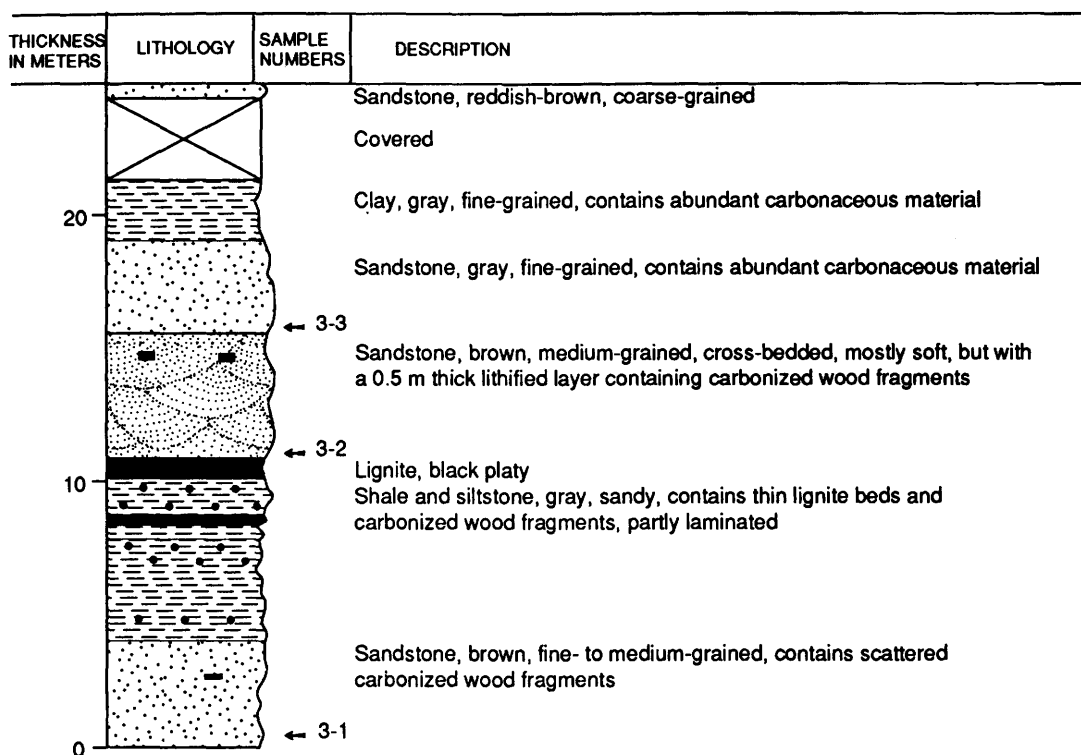 THICKNESS IN METERS
LITHOLOGY
SAMPLE NUMBERS
DESCRIPTION
Sandstone, reddish-brown, coarse-grained
Covered
Clay, gray, fine-grained, contains abundant carbonaceous material
20
Sandstone, gray, fine-grained, contains abundant carbonaceous material
3-3
Sandstone, brown, medium-grained, cross-bedded, mostly soft, but with
a 0.5 m thick lithified layer containing carbonized wood fragments
3-2
Lignite, black platy
10
Shale and siltstone, gray, sandy, contains thin lignite beds and
carbonized wood fragments, partly laminated
Sandstone, brown, fine- to medium-grained, contains scattered
carbonized wood fragments
3-1
0